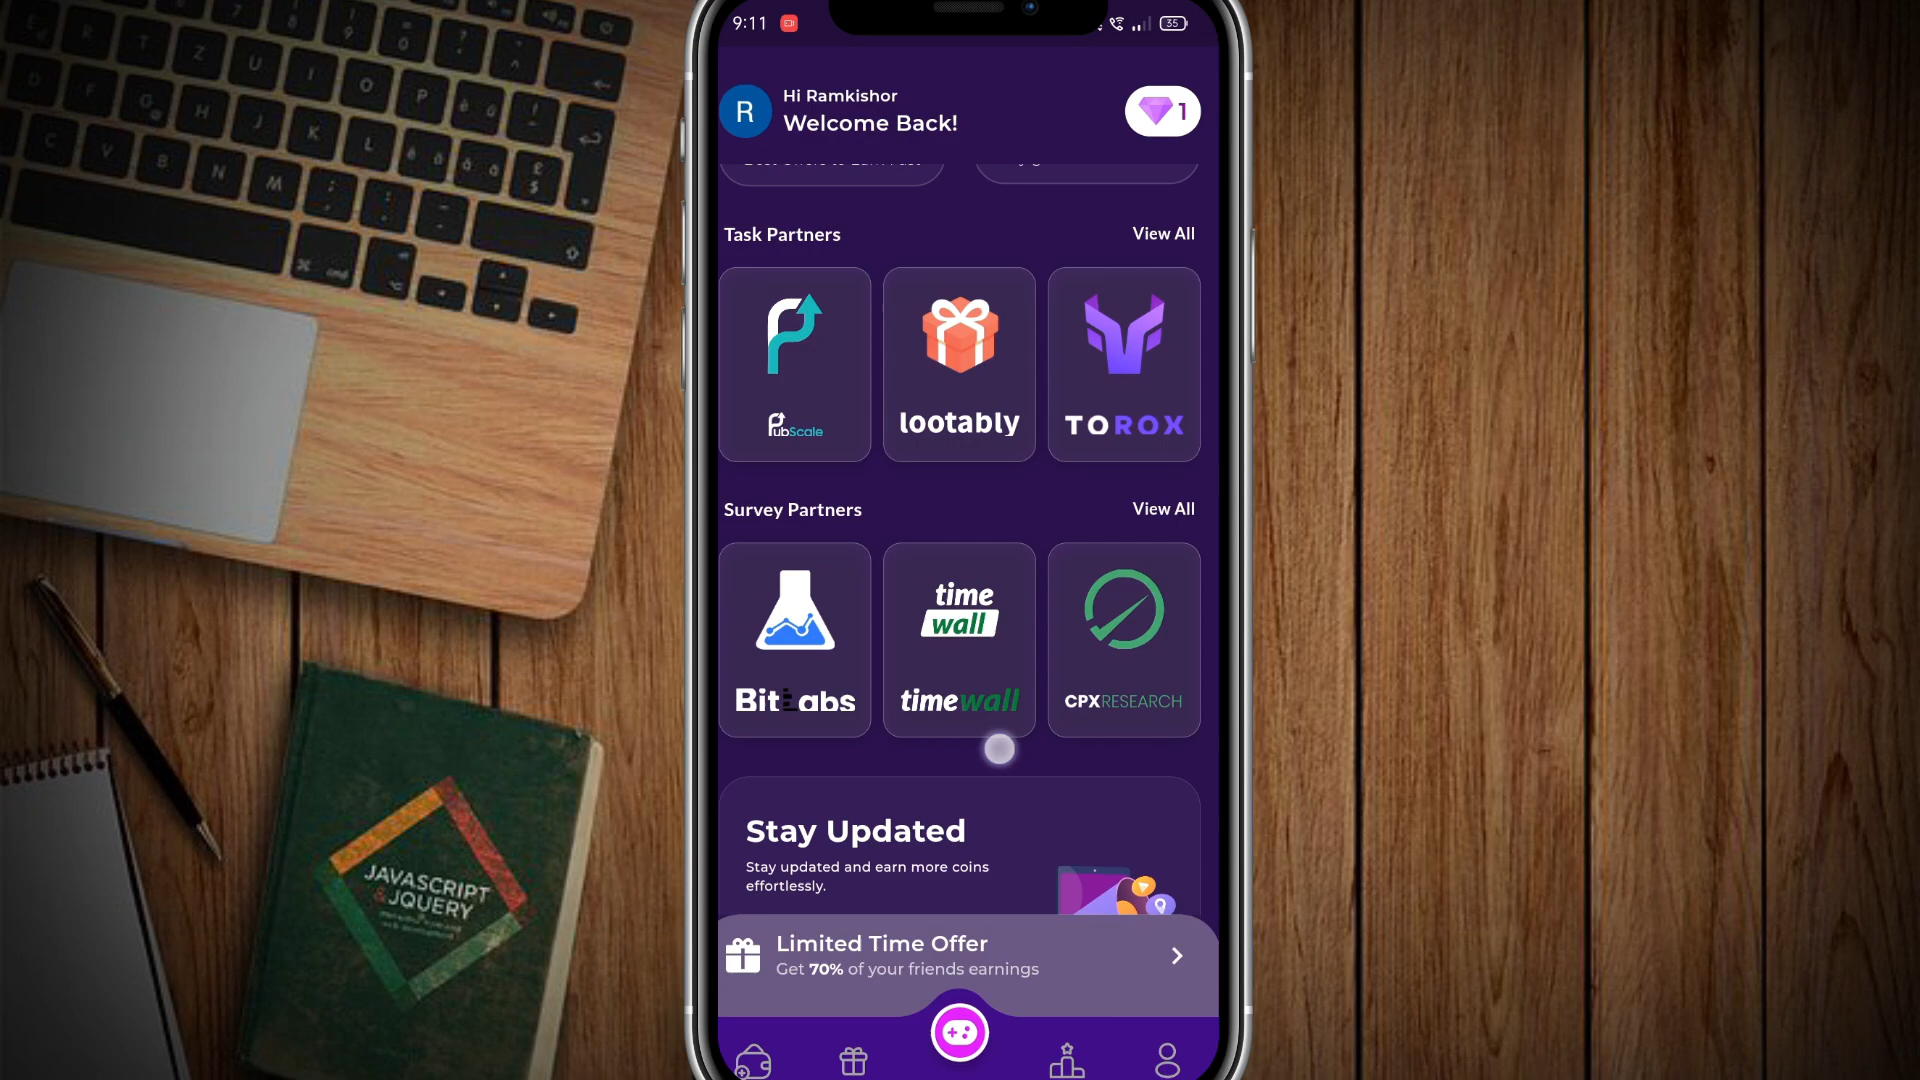 9:11
35
R
Hi Ramkishor
Welcome Back!
1
Task Partners
View All
PubScale
lootably
TOROX
Survey Partners
View All
BitLabs
time
wall
timewall
CPXRESEARCH
Stay Updated
Stay updated and earn more coins
effortlessly.
Limited Time Offer
Get 70% of your friends earnings
JAVASCRIPT
&JQUERY